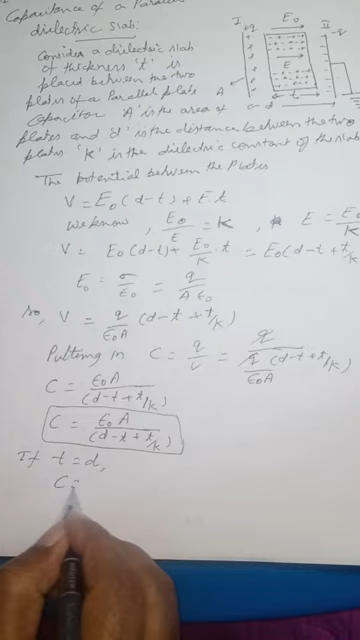 Capacitance of a Parallel
dielectric Slab:
Consider a dielectric slab
of thickness 't' is
placed between the two
plates of a Parallel plate
Capacitor 'A' is the area of
plates and 'd' is the distance between the two
plates 'K' is the dielectric constant of the slab
The potential between the Plates
V = E₀(d-t) + Et
We know, E₀/E = K, E = E₀/K
V = E₀(d-t) + E₀/K · t = E₀(d-t+t/K
E₀ = σ/ε₀ = q/Aε₀
So, V = q/ε₀A (d-t+t/K)
Putting in C = q/V = q/(q/ε₀A (d-t+t/K))
C = ε₀A/(d-t+t/K)
C = ε₀A/(d-t+t/K)
If t = d,
C =
I
+q
E₀
II
-q
E
A
t
d